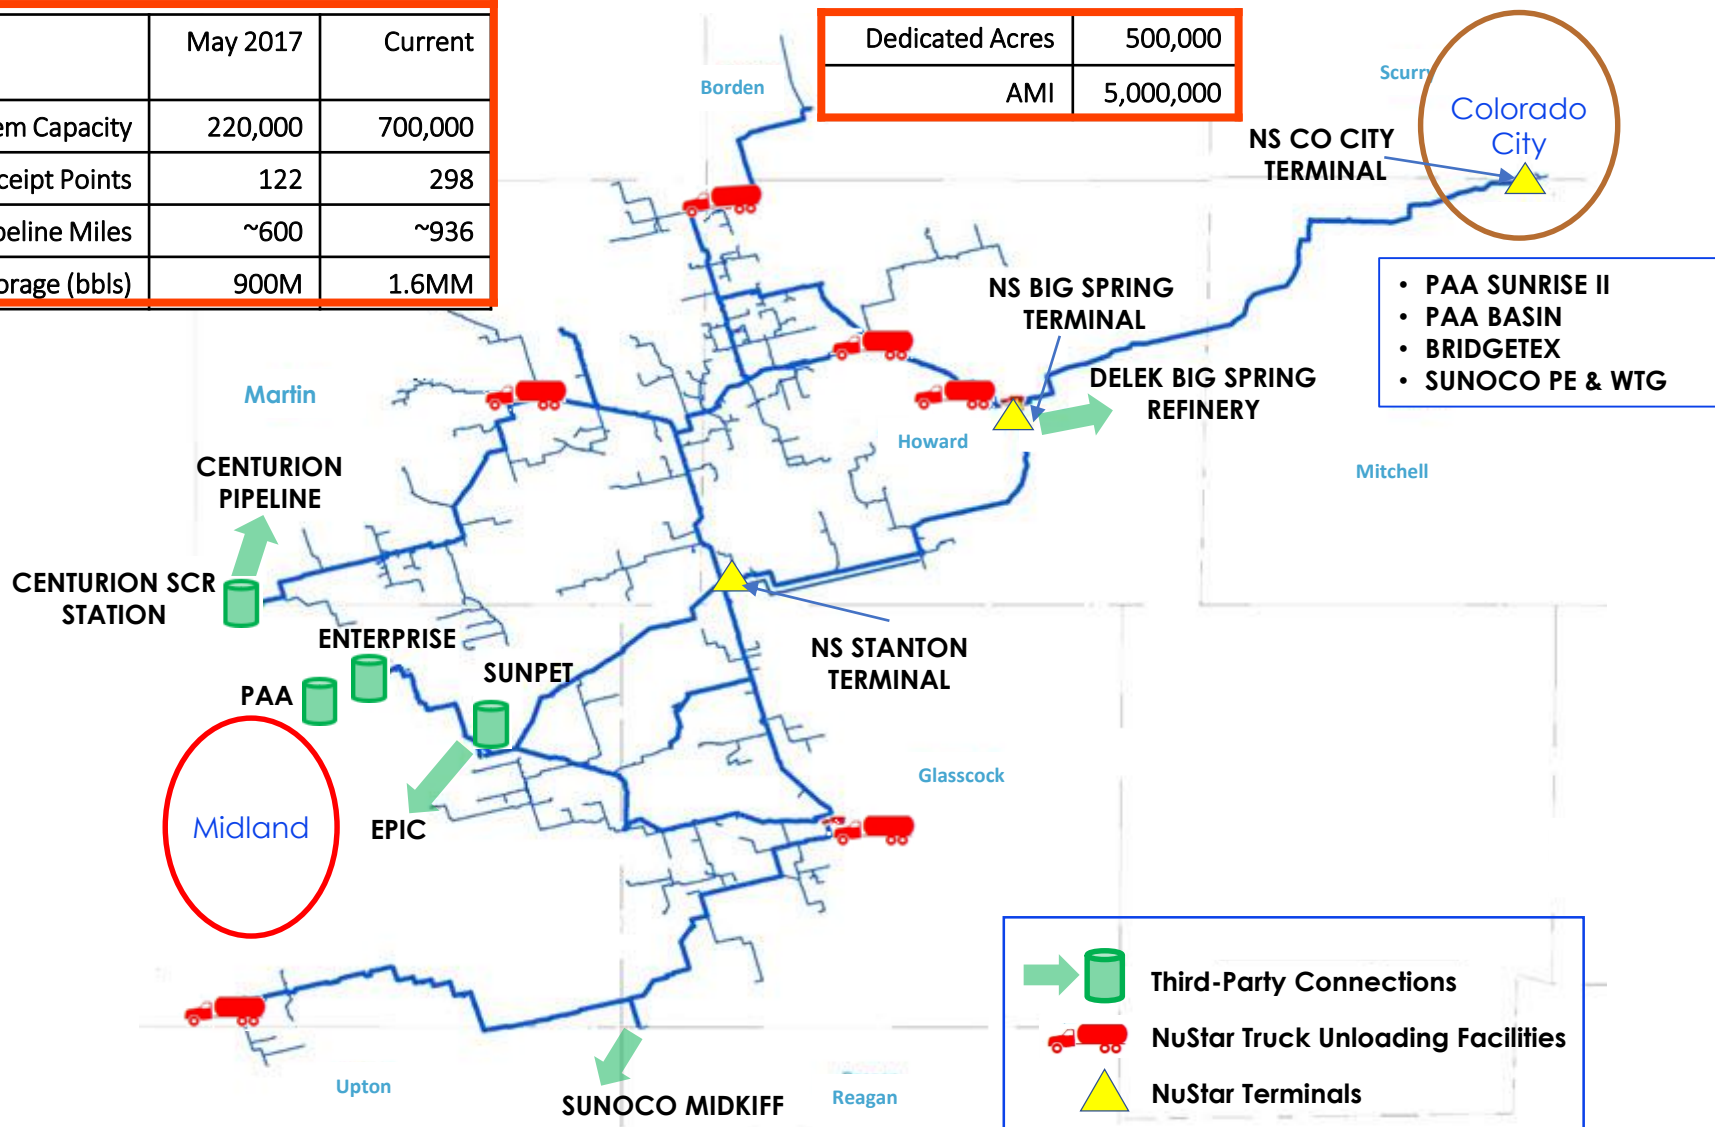 May 2017 Current
em Capacity 220,000 700,000
ceipt Points 122 298
peline Miles ~600 ~936
orage (bbls) 900M 1.6MM
Dedicated Acres 500,000
AMI 5,000,000
Borden
Scurry
Colorado
City
NS CO CITY
TERMINAL
• PAA SUNRISE II
• PAA BASIN
• BRIDGETEX
• SUNOCO PE & WTG
NS BIG SPRING
TERMINAL
DELEK BIG SPRING
REFINERY
Martin
Howard
Mitchell
CENTURION
PIPELINE
CENTURION SCR
STATION
ENTERPRISE
SUNPET
PAA
NS STANTON
TERMINAL
Midland
EPIC
Glasscock
Upton
SUNOCO MIDKIFF
Reagan
Third-Party Connections
NuStar Truck Unloading Facilities
NuStar Terminals